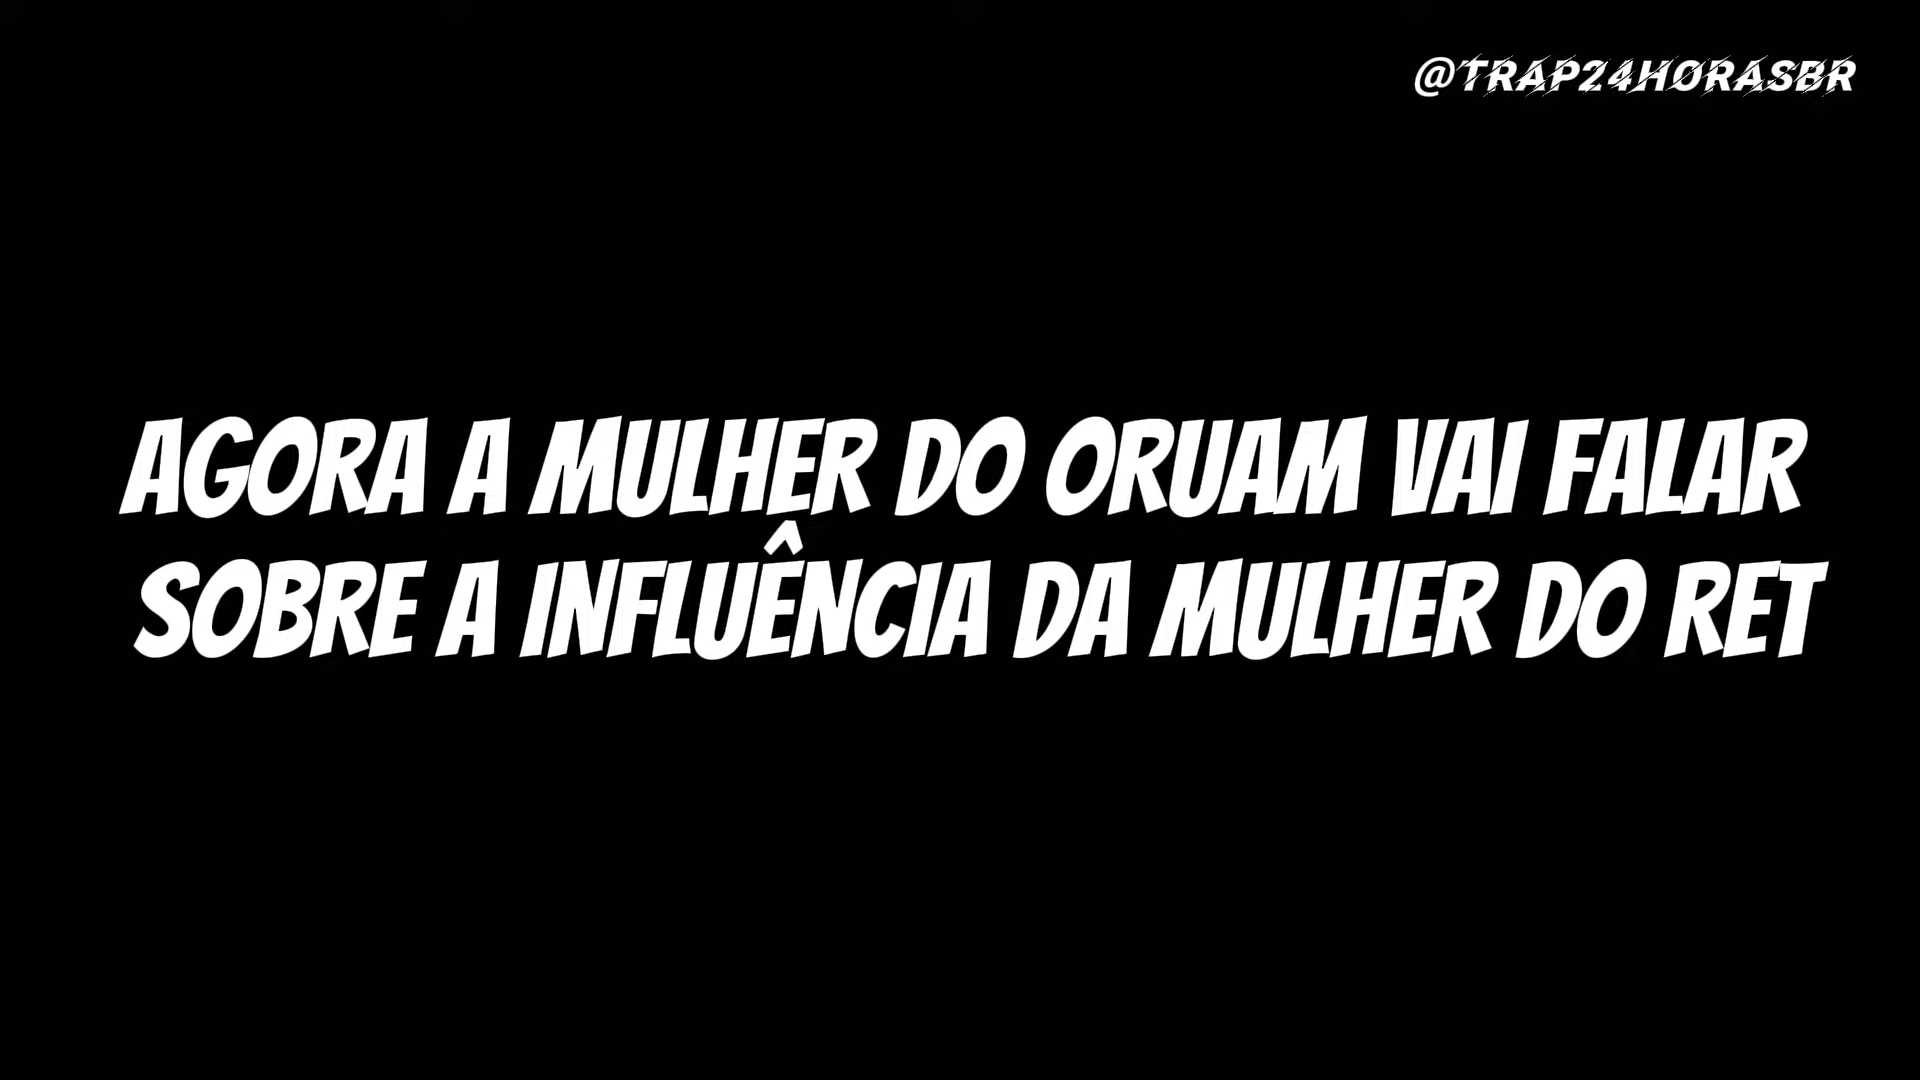 @TRAP24HORASBR
AGORA A MULHER DO ORUAM VAI FALAR
SOBRE A INFLUÊNCIA DA MULHER DO RET